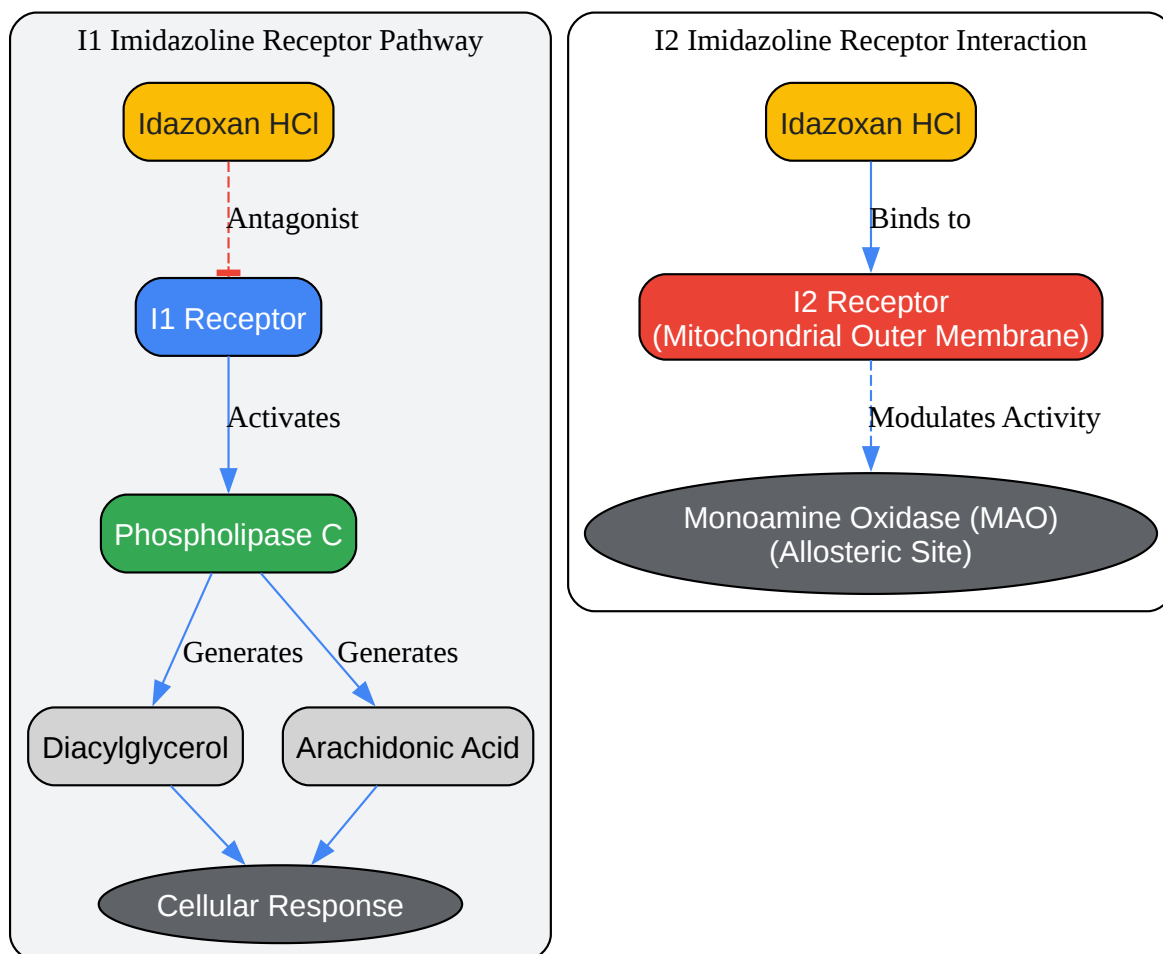 I1 Imidazoline Receptor Pathway
Idazoxan HCl
Antagonist
I1 Receptor
Activates
Phospholipase C
Generates
Generates
Diacylglycerol
Arachidonic Acid
Cellular Response
I2 Imidazoline Receptor Interaction
Idazoxan HCl
Binds to
I2 Receptor
(Mitochondrial Outer Membrane)
Modulates Activity
Monoamine Oxidase (MAO)
(Allosteric Site)